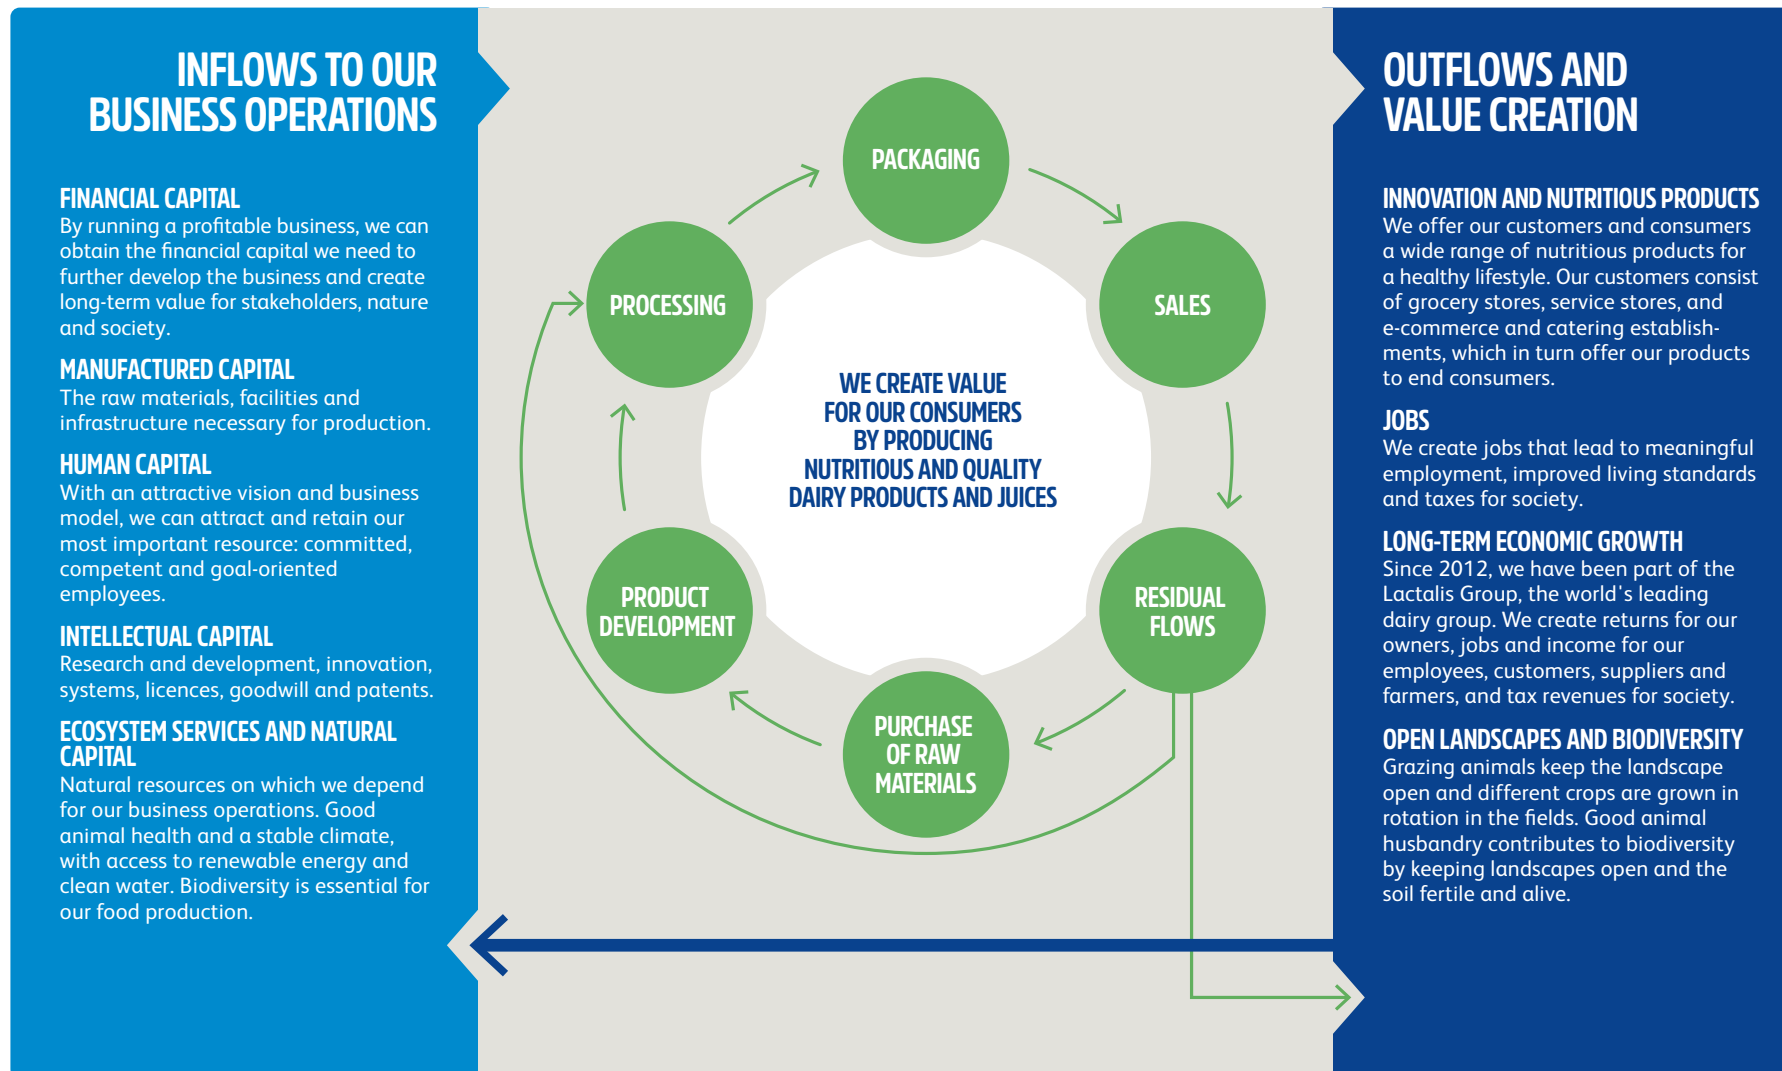 INFLOWS TO OUR
BUSINESS OPERATIONS
FINANCIAL CAPITAL
By running a profitable business, we can
obtain the financial capital we need to
further develop the business and create
long-term value for stakeholders, nature
and society.
MANUFACTURED CAPITAL
The raw materials, facilities and
infrastructure necessary for production.
HUMAN CAPITAL
With an attractive vision and business
model, we can attract and retain our
most important resource: committed,
competent and goal-oriented
employees.
INTELLECTUAL CAPITAL
Research and development, innovation,
systems, licences, goodwill and patents.
ECOSYSTEM SERVICES AND NATURAL
CAPITAL
Natural resources on which we depend
for our business operations. Good
animal health and a stable climate,
with access to renewable energy and
clean water. Biodiversity is essential for
our food production.
PACKAGING
SALES
RESIDUAL
FLOWS
PURCHASE
OF RAW
MATERIALS
PRODUCT
DEVELOPMENT
PROCESSING
WE CREATE VALUE
FOR OUR CONSUMERS
BY PRODUCING
NUTRITIOUS AND QUALITY
DAIRY PRODUCTS AND JUICES
OUTFLOWS AND
VALUE CREATION
INNOVATION AND NUTRITIOUS PRODUCTS
We offer our customers and consumers
a wide range of nutritious products for
a healthy lifestyle. Our customers consist
of grocery stores, service stores, and
e-commerce and catering establish-
ments, which in turn offer our products
to end consumers.
JOBS
We create jobs that lead to meaningful
employment, improved living standards
and taxes for society.
LONG-TERM ECONOMIC GROWTH
Since 2012, we have been part of the
Lactalis Group, the world's leading
dairy group. We create returns for our
owners, jobs and income for our
employees, customers, suppliers and
farmers, and tax revenues for society.
OPEN LANDSCAPES AND BIODIVERSITY
Grazing animals keep the landscape
open and different crops are grown in
rotation in the fields. Good animal
husbandry contributes to biodiversity
by keeping landscapes open and the
soil fertile and alive.